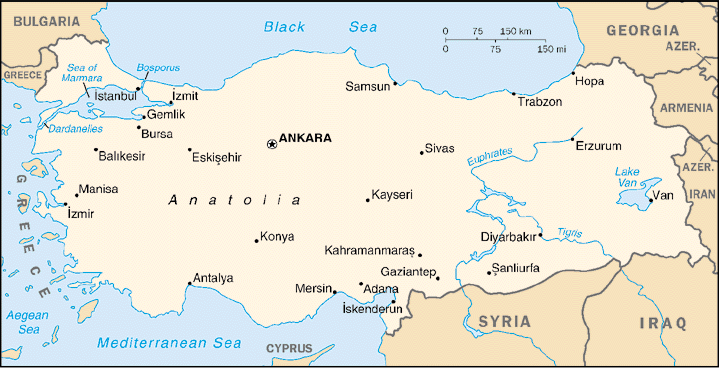 BULGARIA
Black Sea
0 75 150 km
0 75 150 mi
GEORGIA
AZER.
GREECE
Sea of
Marmara
Bosporus
İstanbul
İzmit
Samsun
Hopa
Trabzon
ARMENIA
Gemlik
Dardanelles
Bursa
ANKARA
Balıkesir
Eskişehir
Sivas
Euphrates
Erzurum
AZER.
Lake
Van
IRAN
GREECE
Manisa
Anatolia
Kayseri
Van
İzmir
Konya
Diyarbakır
Tigris
Kahramanmaraş
Gaziantep
Şanlıurfa
Antalya
Mersin
Adana
İskenderun
Aegean
Sea
Mediterranean Sea
CYPRUS
SYRIA
IRAQ